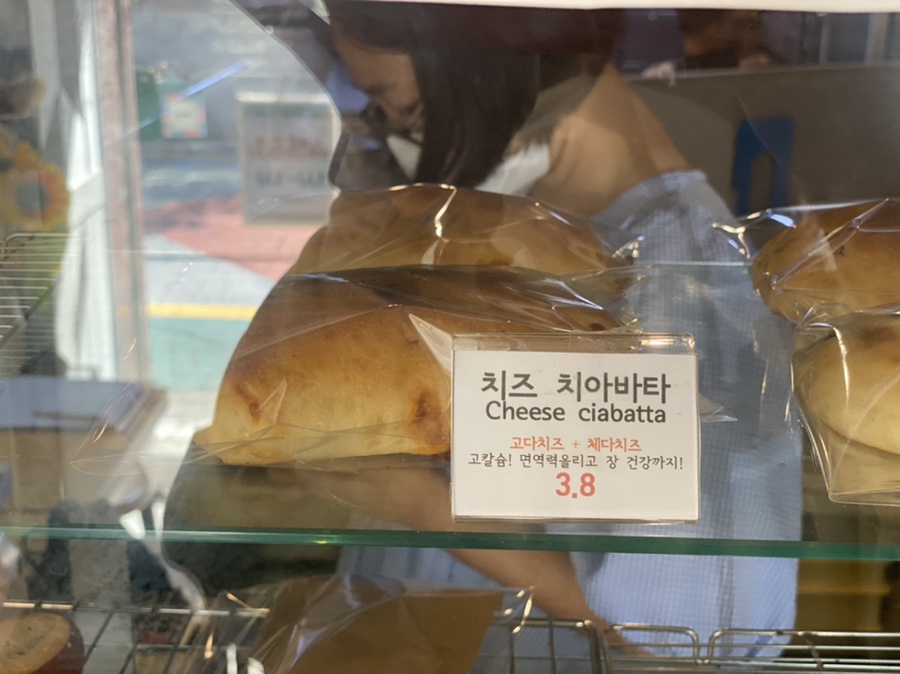 치즈 치아바타
Cheese ciabatta
고다치즈 + 체다치즈
고칼슘! 면역력올리고 장 건강까지!
3.8